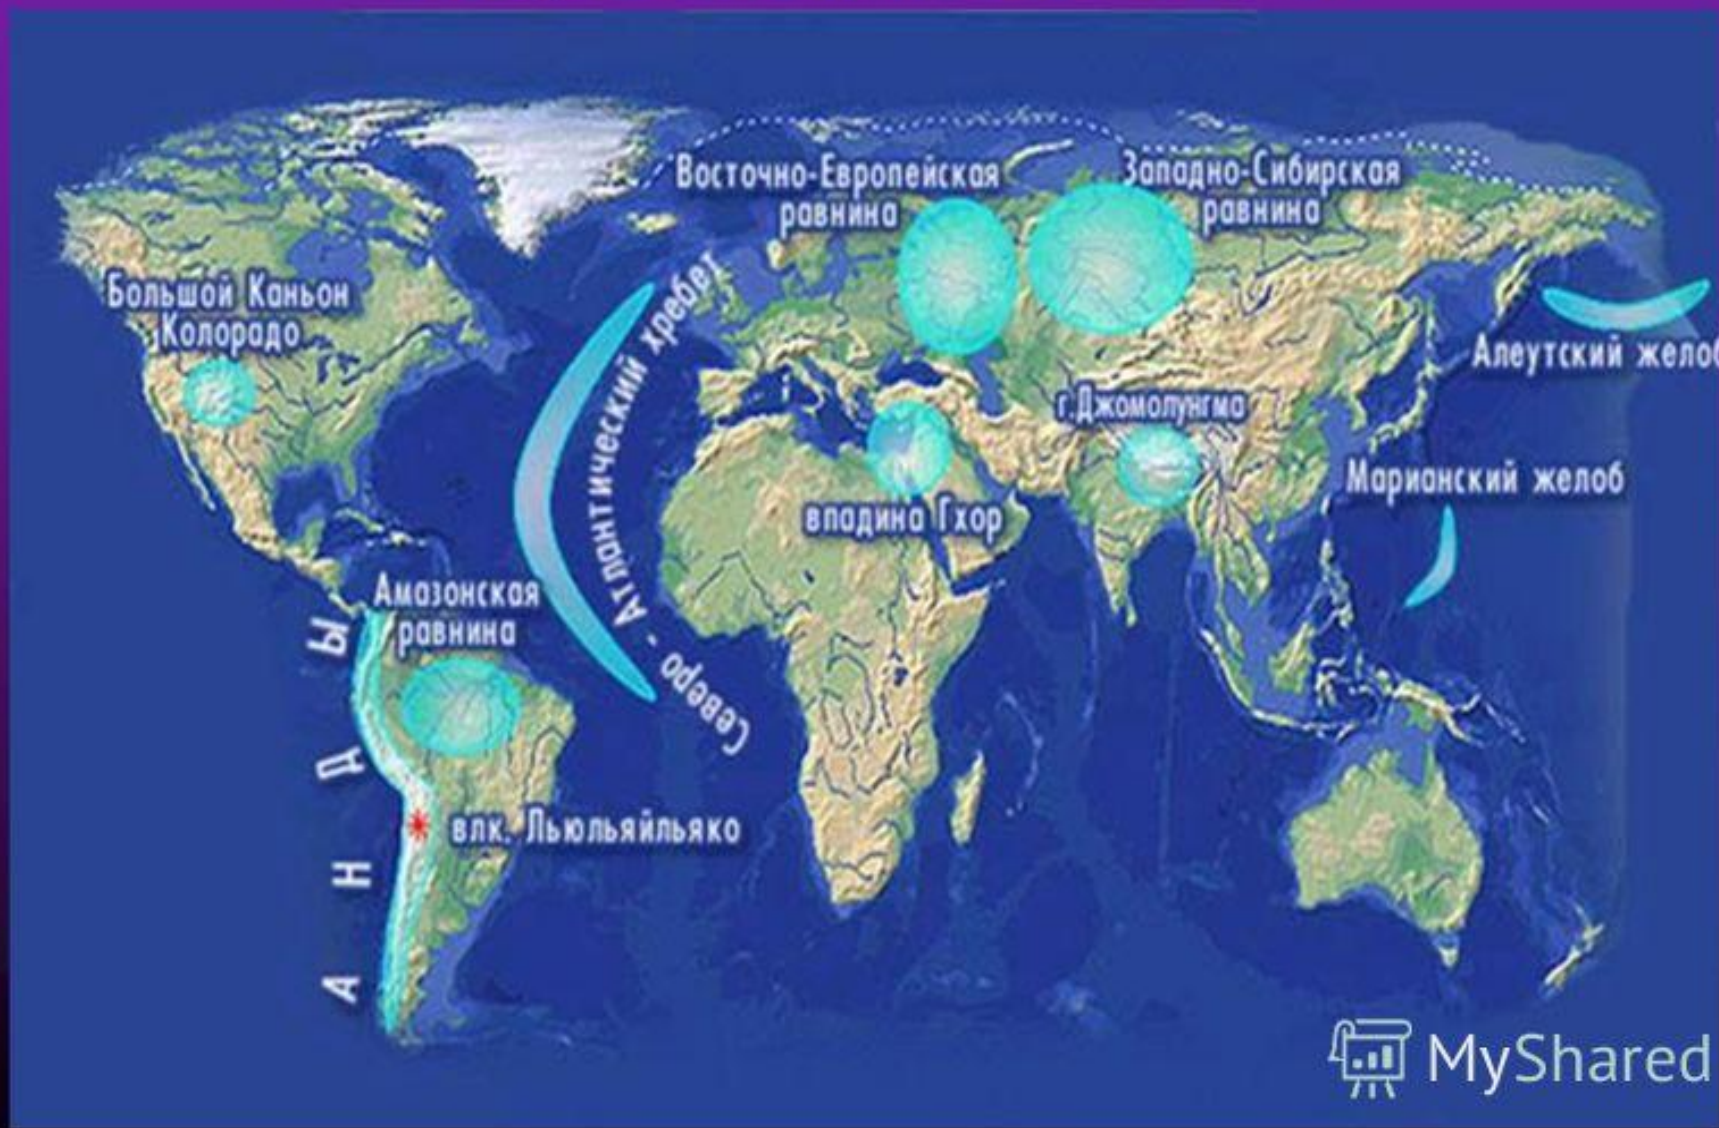 Восточно-Европейская
равнина
Западно-Сибирская
равнина
Большой Каньон
Колорадо
Северо - Атлантический хребет
Алеутский желоб
г.Джомолунгма
Марианский желоб
впадина Гхор
Амазонская
равнина
АНДЫ
влк. Льюльяйльяко
MyShared